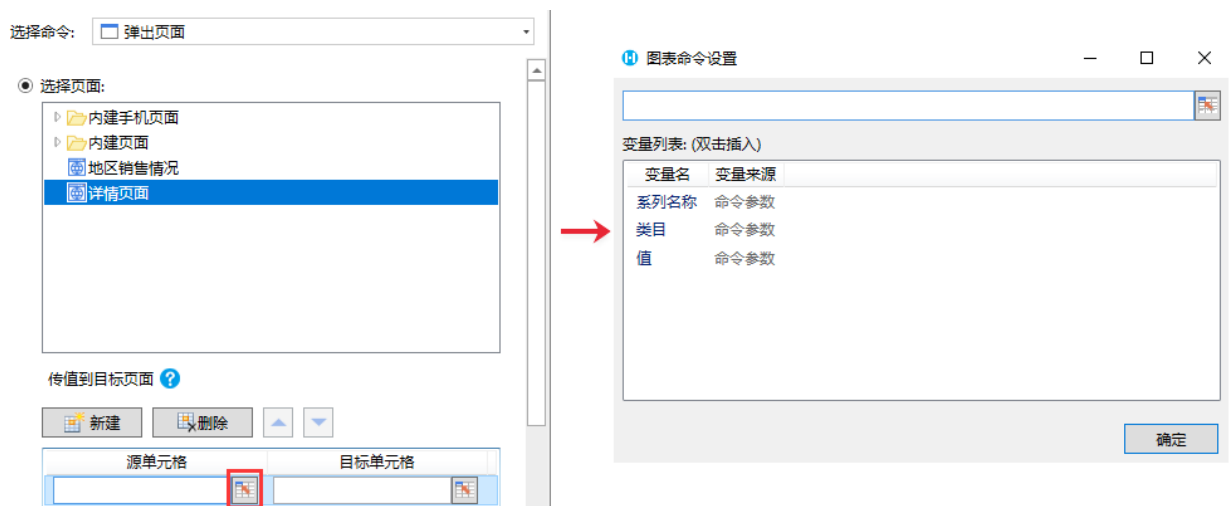 选择命令: 弹出页面
选择页面:
内建手机页面
内建页面
地区销售情况
详情页面
传值到目标页面 ?
新建 删除
源单元格 目标单元格
图表命令设置
变量列表: (双击插入)
变量名 变量来源
系列名称 命令参数
类目 命令参数
值 命令参数
确定